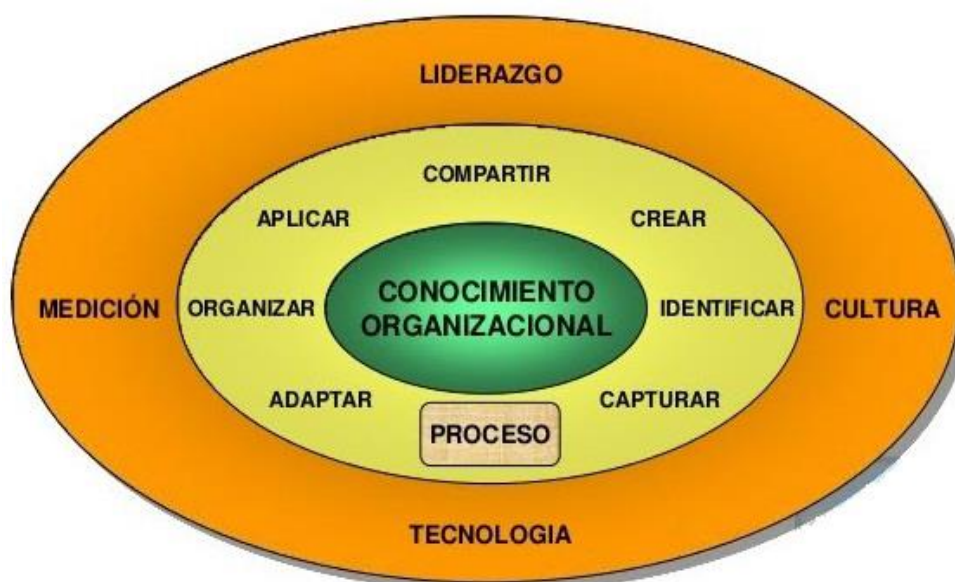 LIDERAZGO
COMPARTIR
APLICAR
CREAR
MEDICIÓN
ORGANIZAR
CONOCIMIENTO
ORGANIZACIONAL
IDENTIFICAR
CULTURA
ADAPTAR
CAPTURAR
PROCESO
TECNOLOGIA